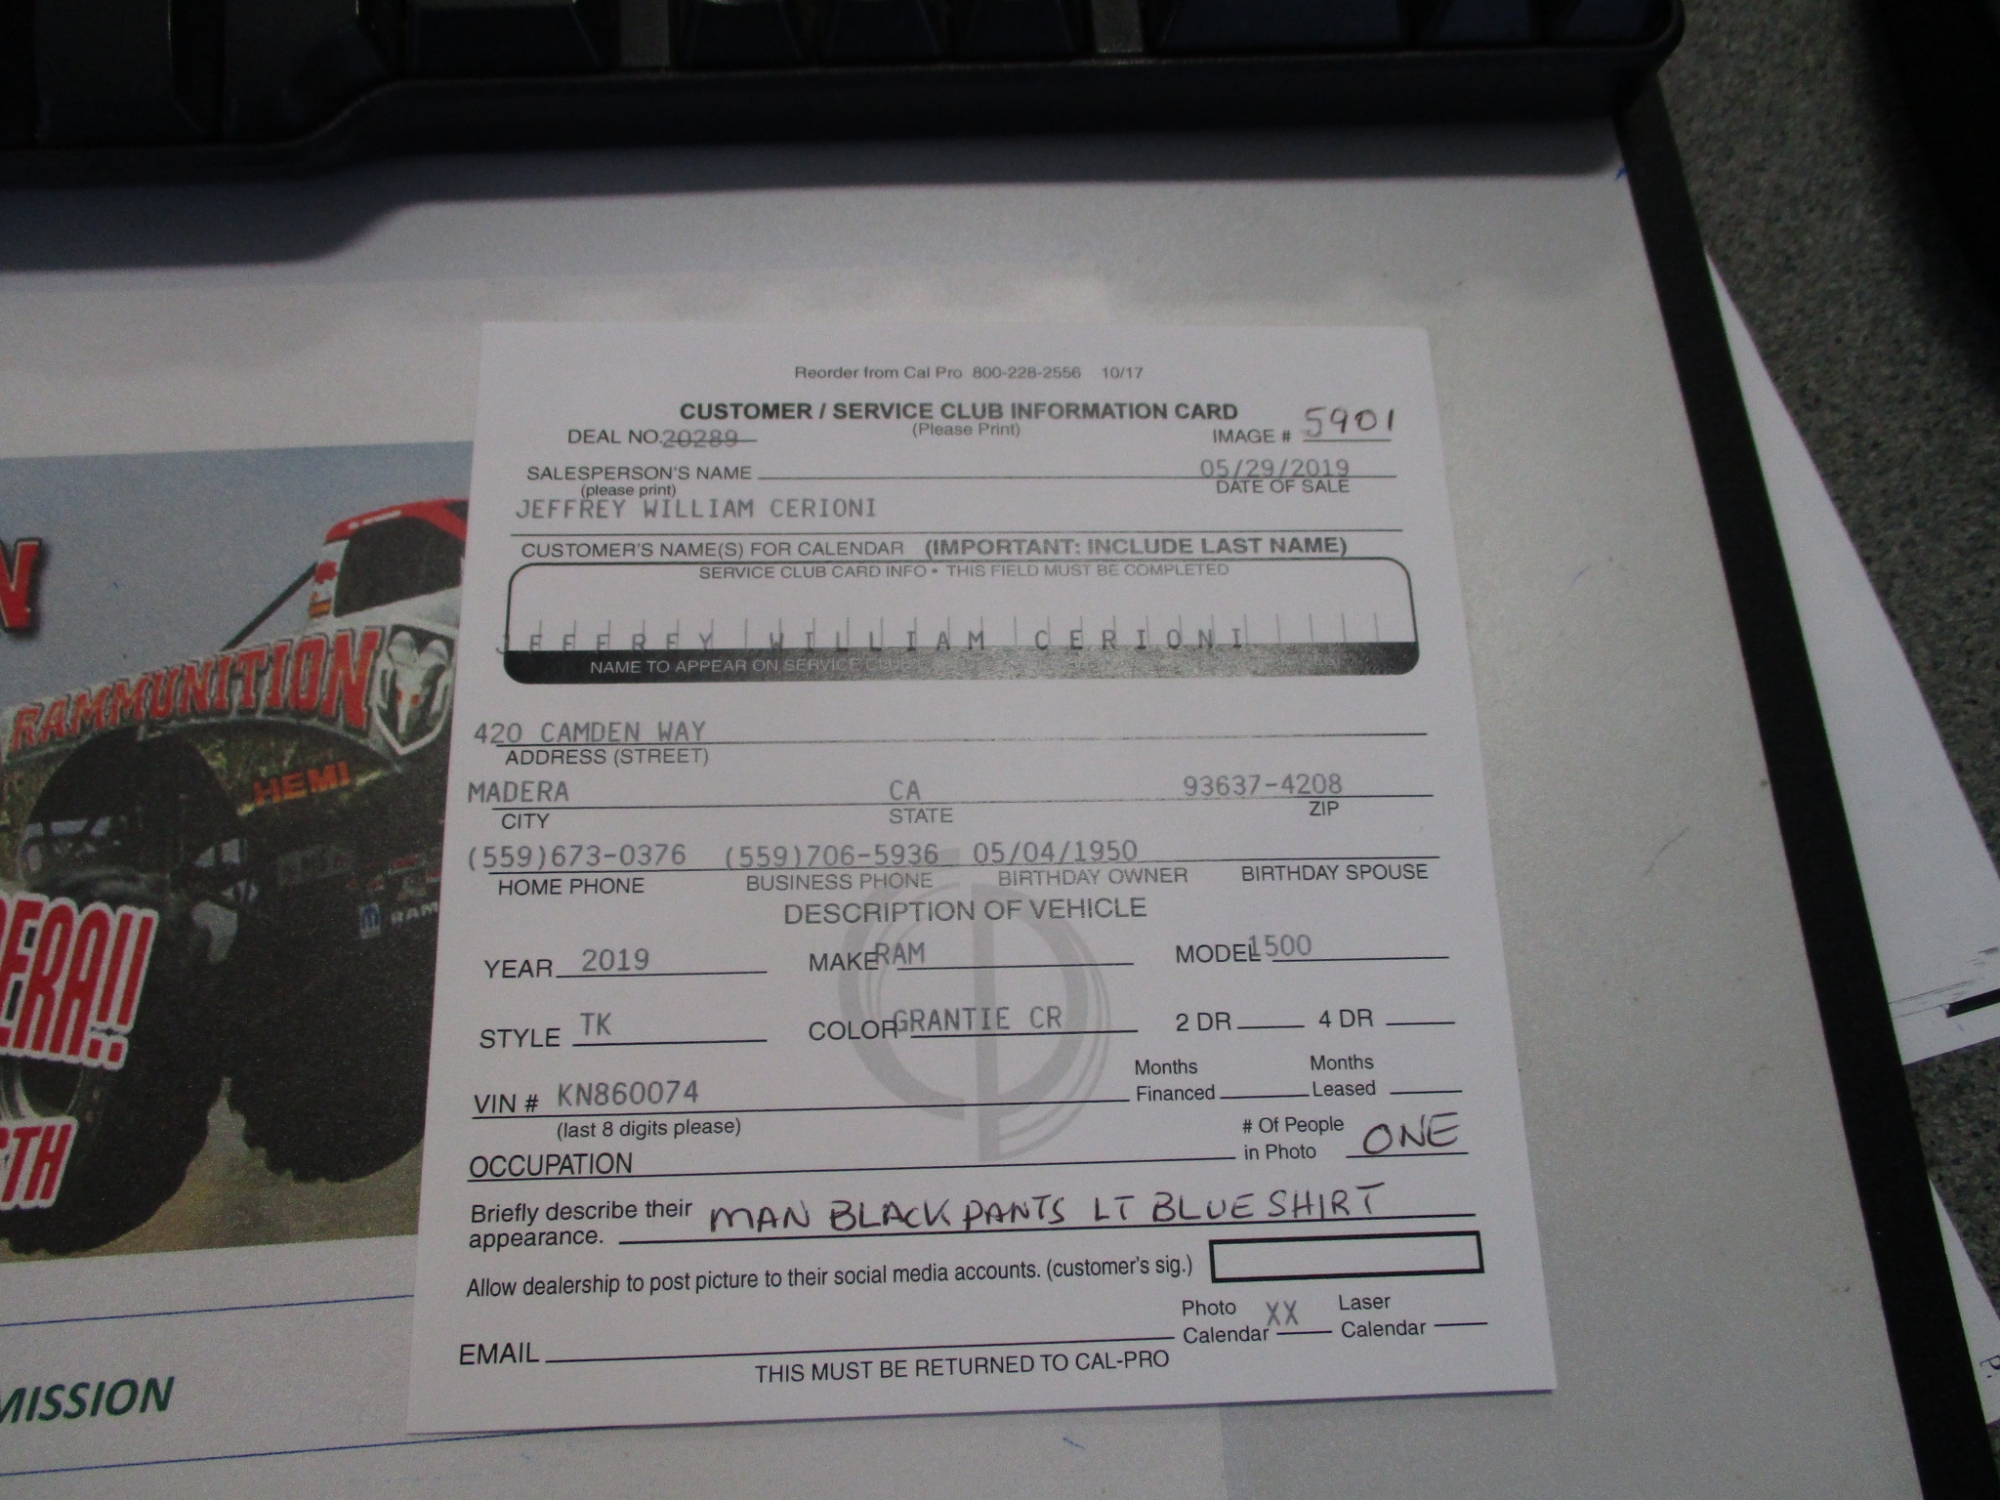 Reorder from Cal Pro 800-228-2556 10/17
CUSTOMER / SERVICE CLUB INFORMATION CARD
(Please Print)
DEAL NO. 20289 IMAGE # 5901
SALESPERSON'S NAME 05/29/2019
(please print) DATE OF SALE
JEFFREY WILLIAM CERIONI
CUSTOMER'S NAME(S) FOR CALENDAR (IMPORTANT: INCLUDE LAST NAME)
SERVICE CLUB CARD INFO • THIS FIELD MUST BE COMPLETED
JEFFREY WILLIAM CERIONI
NAME TO APPEAR ON SERVICE CLUB
420 CAMDEN WAY
ADDRESS (STREET)
MADERA CA 93637-4208
CITY STATE ZIP
(559)673-0376 (559)706-5936 05/04/1950
HOME PHONE BUSINESS PHONE BIRTHDAY OWNER BIRTHDAY SPOUSE
DESCRIPTION OF VEHICLE
YEAR 2019 MAKE RAM MODEL 1500
STYLE TK COLOR GRANTIE CR 2 DR 4 DR
Months Months
VIN # KN860074 Financed Leased
(last 8 digits please) # Of People
OCCUPATION in Photo ONE
Briefly describe their MAN BLACK PANTS LT BLUE SHIRT
appearance.
Allow dealership to post picture to their social media accounts. (customer's sig.)
Photo XX Laser
EMAIL Calendar Calendar
THIS MUST BE RETURNED TO CAL-PRO
N
RAMMUNITION
HEMI
RAM
ERA!!
TH
MISSION